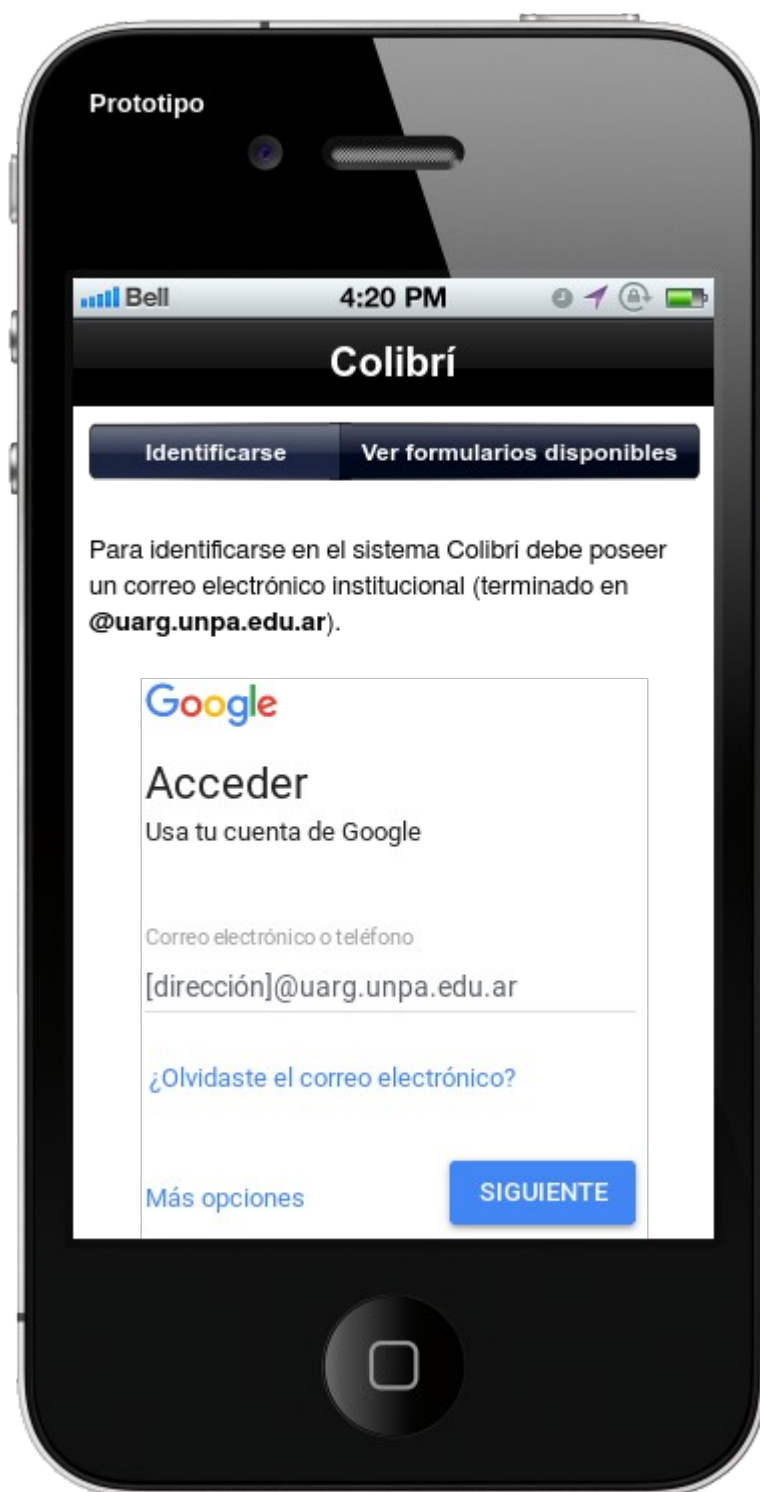 Prototipo
Bell 4:20 PM
Colibrí
Identificarse Ver formularios disponibles
Para identificarse en el sistema Colibrí debe poseer
un correo electrónico institucional (terminado en
@uarg.unpa.edu.ar).
Google
Acceder
Usa tu cuenta de Google
Correo electrónico o teléfono
[dirección]@uarg.unpa.edu.ar
¿Olvidaste el correo electrónico?
Más opciones SIGUIENTE